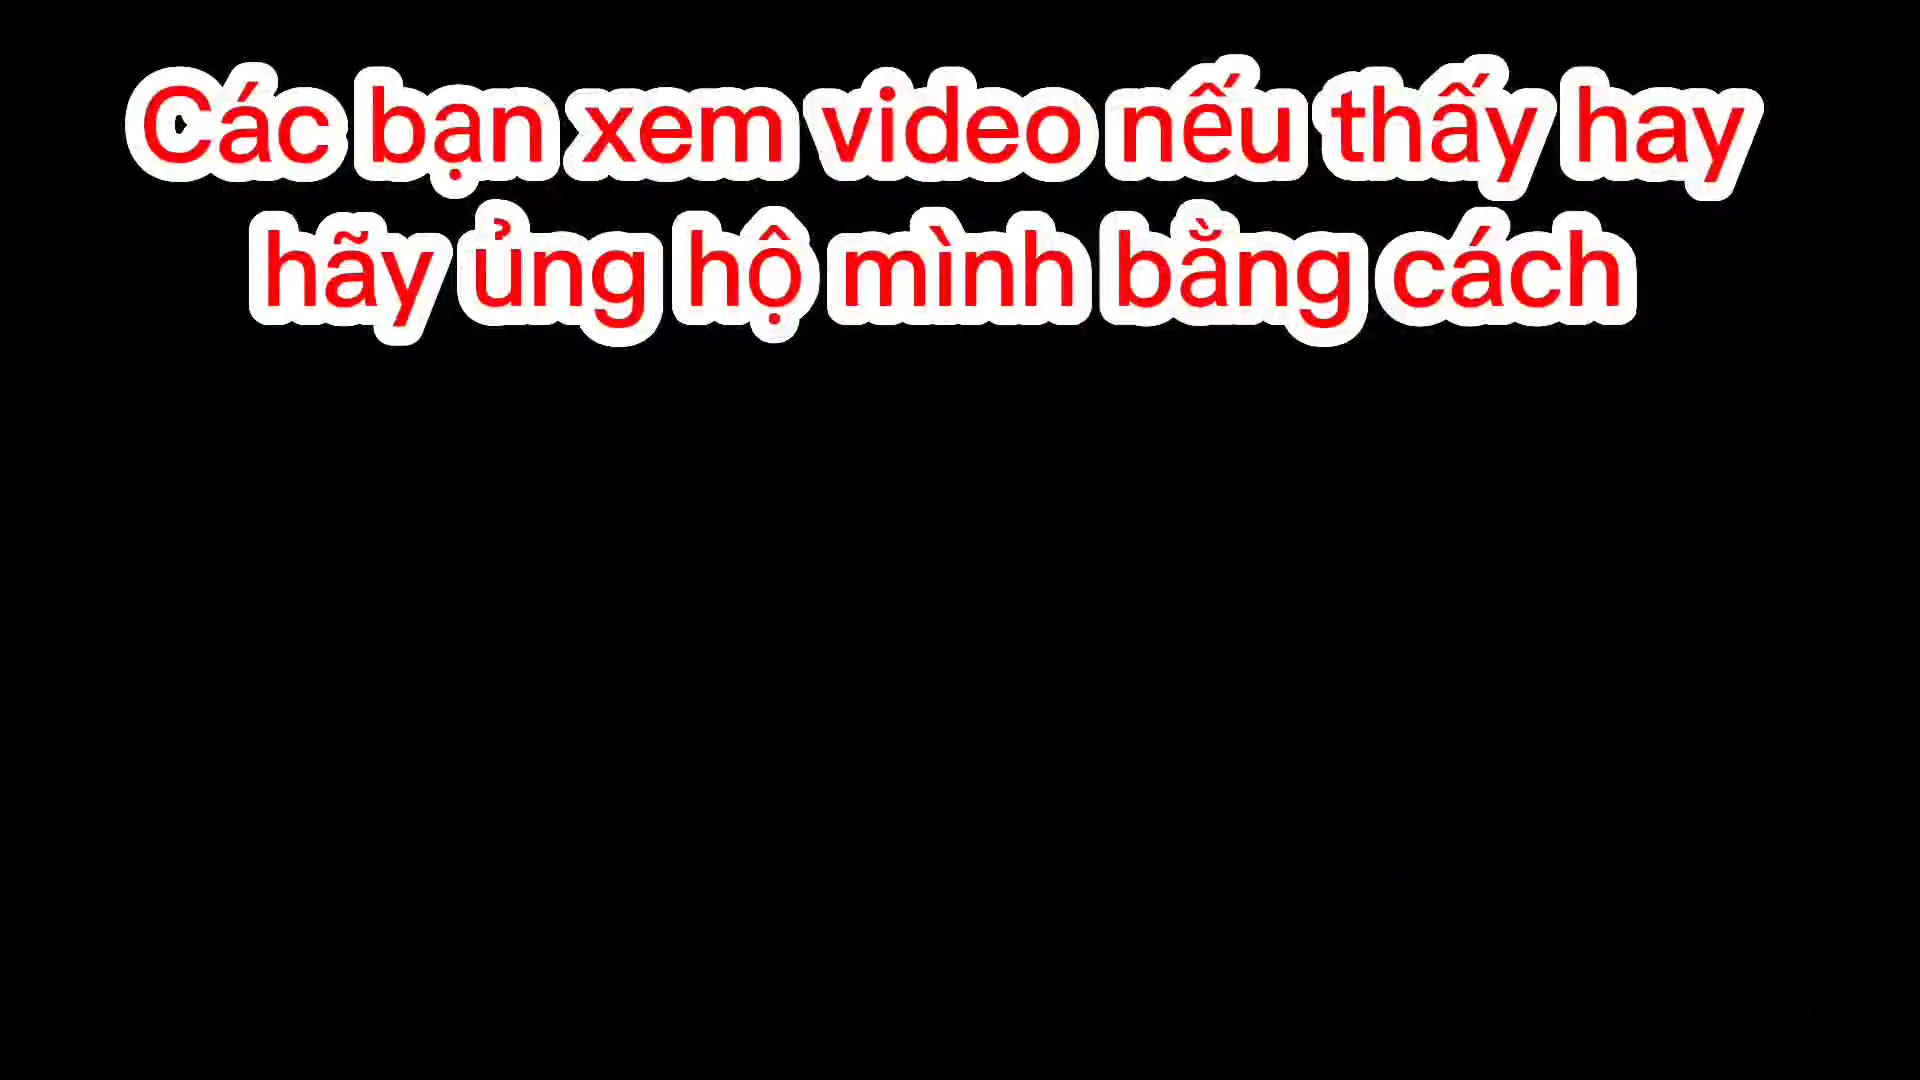 Các bạn xem video nếu thấy hay
hãy ủng hộ mình bằng cách